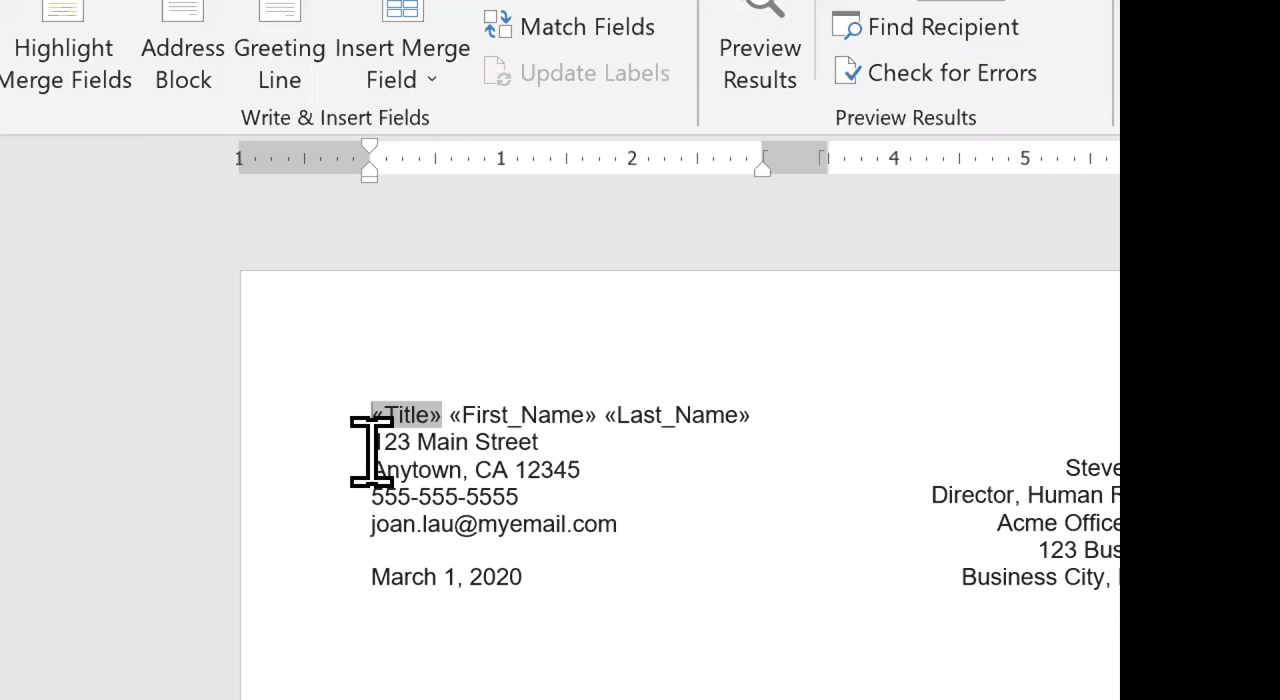 Highlight Merge Fields
Address Block
Greeting Line
Insert Merge Field
Match Fields
Update Labels
Write & Insert Fields
Preview Results
Find Recipient
Check for Errors
Preview Results
1 1 2 4 5
«Title» «First_Name» «Last_Name»
123 Main Street
Anytown, CA 12345
555-555-5555
joan.lau@myemail.com
March 1, 2020
Steve
Director, Human
Acme Office
123 Bus
Business City,